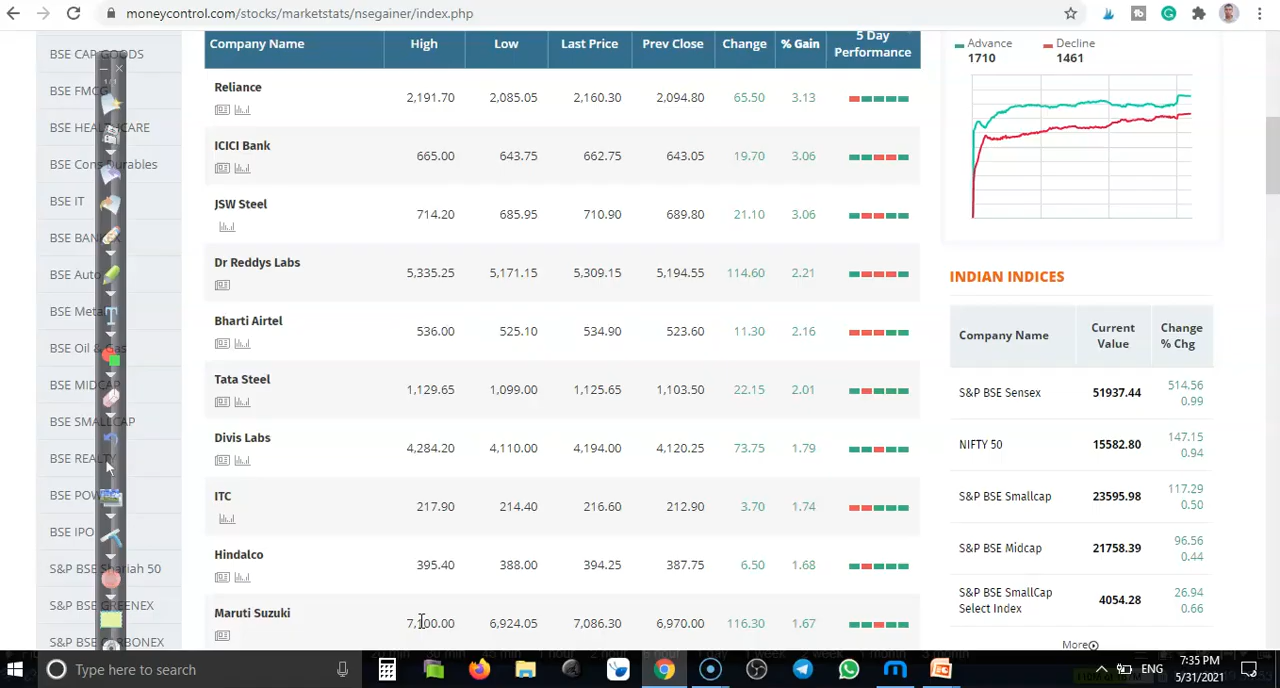 moneycontrol.com/stocks/marketstats/nsegainer/index.php
BSE CAP GOODS
BSE FMCG
BSE HEALTHCARE
BSE Cons Durables
BSE IT
BSE BANKEX
BSE Auto
BSE Metal
BSE Oil & Gas
BSE MIDCAP
BSE SMALLCAP
BSE REALTY
BSE POWER
BSE IPO
S&P BSE Shariah 50
S&P BSE GREENEX
S&P BSE CARBONEX
1/1
Company Name High Low Last Price Prev Close Change % Gain 5 Day Performance
Reliance 2,191.70 2,085.05 2,160.30 2,094.80 65.50 3.13
ICICI Bank 665.00 643.75 662.75 643.05 19.70 3.06
JSW Steel 714.20 685.95 710.90 689.80 21.10 3.06
Dr Reddys Labs 5,335.25 5,171.15 5,309.15 5,194.55 114.60 2.21
Bharti Airtel 536.00 525.10 534.90 523.60 11.30 2.16
Tata Steel 1,129.65 1,099.00 1,125.65 1,103.50 22.15 2.01
Divis Labs 4,284.20 4,110.00 4,194.00 4,120.25 73.75 1.79
ITC 217.90 214.40 216.60 212.90 3.70 1.74
Hindalco 395.40 388.00 394.25 387.75 6.50 1.68
Maruti Suzuki 6,924.05 7,086.30 6,970.00 116.30 1.67
Advance Decline
1710 1461
INDIAN INDICES
Company Name Current Value Change % Chg
S&P BSE Sensex 51937.44 514.56 0.99
NIFTY 50 15582.80 147.15 0.94
S&P BSE Smallcap 23595.98 117.29 0.50
S&P BSE Midcap 21758.39 96.56 0.44
S&P BSE SmallCap Select Index 4054.28 26.94 0.66
More
Type here to search
ENG
7:35 PM
5/31/2021